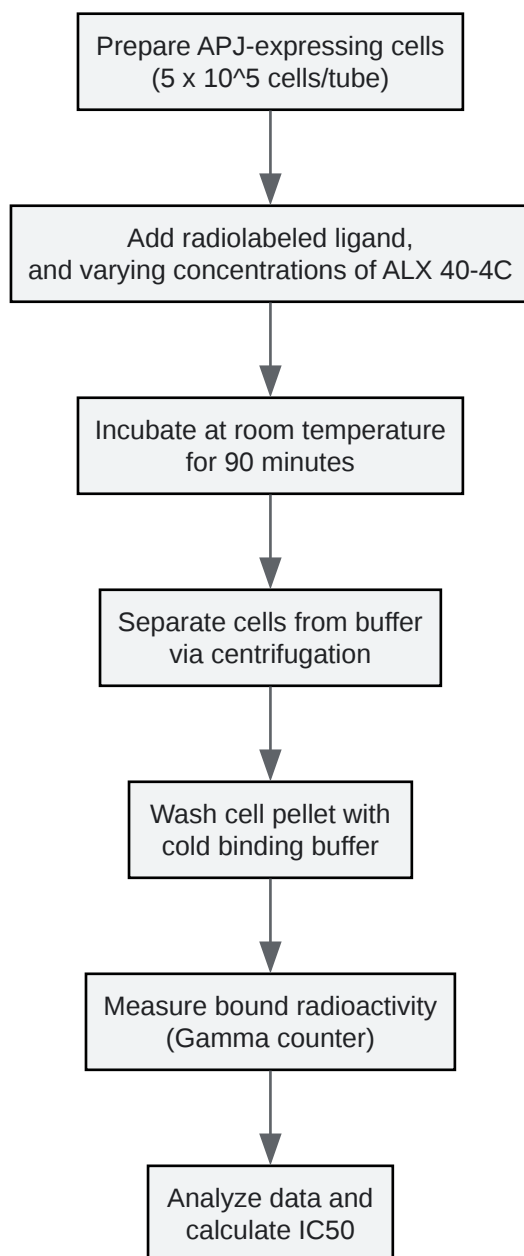 Prepare APJ-expressing cells
(5 x 10^5 cells/tube)
Add radiolabeled ligand,
and varying concentrations of ALX 40-4C
Incubate at room temperature
for 90 minutes
Separate cells from buffer
via centrifugation
Wash cell pellet with
cold binding buffer
Measure bound radioactivity
(Gamma counter)
Analyze data and
calculate IC50